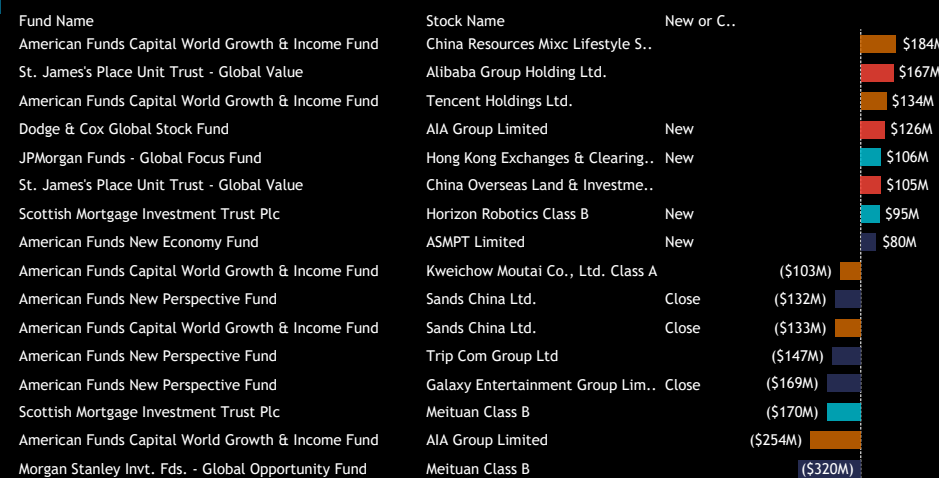 Fund Name Stock Name New or C..
American Funds Capital World Growth & Income Fund China Resources Mixc Lifestyle S.. $184M
St. James's Place Unit Trust - Global Value Alibaba Group Holding Ltd. $167M
American Funds Capital World Growth & Income Fund Tencent Holdings Ltd. $134M
Dodge & Cox Global Stock Fund AIA Group Limited New $126M
JPMorgan Funds - Global Focus Fund Hong Kong Exchanges & Clearing.. New $106M
St. James's Place Unit Trust - Global Value China Overseas Land & Investme.. $105M
Scottish Mortgage Investment Trust Plc Horizon Robotics Class B New $95M
American Funds New Economy Fund ASMPT Limited New $80M
American Funds Capital World Growth & Income Fund Kweichow Moutai Co., Ltd. Class A ($103M)
American Funds New Perspective Fund Sands China Ltd. Close ($132M)
American Funds Capital World Growth & Income Fund Sands China Ltd. Close ($133M)
American Funds New Perspective Fund Trip Com Group Ltd ($147M)
American Funds New Perspective Fund Galaxy Entertainment Group Lim.. Close ($169M)
Scottish Mortgage Investment Trust Plc Meituan Class B ($170M)
American Funds Capital World Growth & Income Fund AIA Group Limited ($254M)
Morgan Stanley Invt. Fds. - Global Opportunity Fund Meituan Class B ($320M)